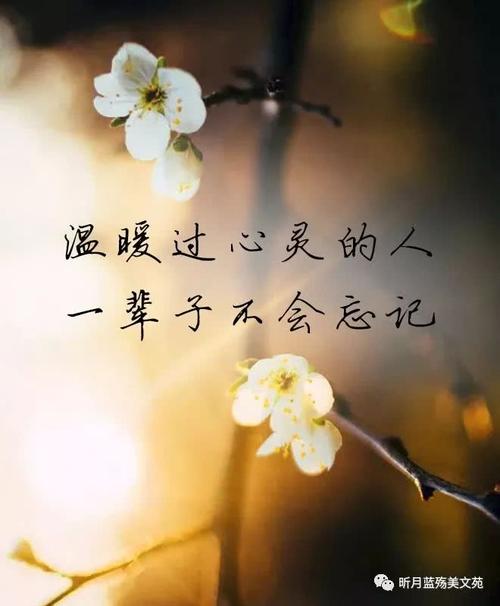 温暖过心灵的人
一辈子不会忘记
昕月蓝殇美文苑